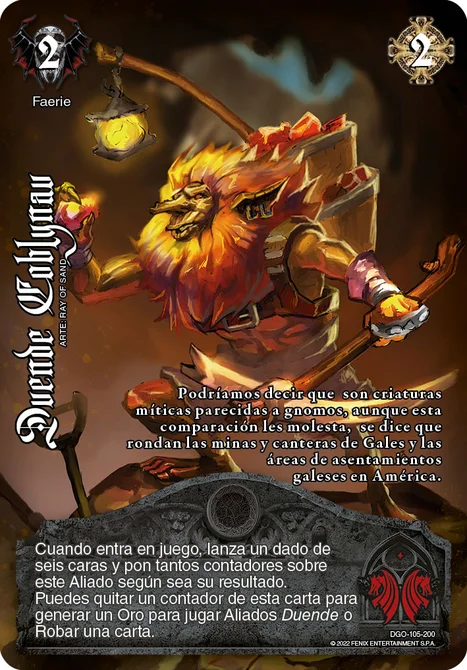 2
2
Faerie
Duende Coblynau
ARTE: RAY OF SAND
Podríamos decir que son criaturas
míticas parecidas a gnomos, aunque esta
comparación les molesta, se dice que
rondan las minas y canteras de Gales y las
áreas de asentamientos
galeses en América.
Cuando entra en juego, lanza un dado de
seis caras y pon tantos contadores sobre
este Aliado según sea su resultado.
Puedes quitar un contador de esta carta para
generar un Oro para jugar Aliados Duende o
Robar una carta.
DGO-105-200
© 2022 FENIX ENTERTAINMENT S.P.A.